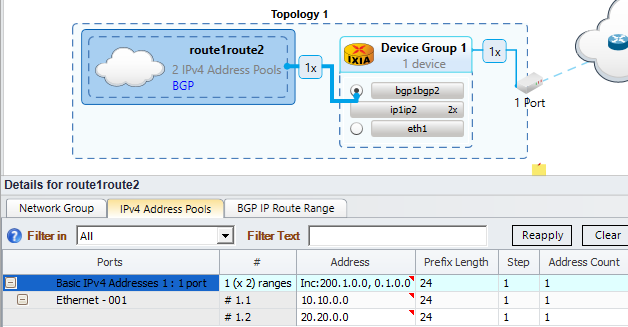 Topology 1
route1route2
2 IPv4 Address Pools
BGP
1x
IXIA
Device Group 1
1 device
bgp1bgp2
ip1ip2 2x
eth1
1x
1 Port
Details for route1route2
Network Group IPv4 Address Pools BGP IP Route Range
? Filter in All Filter Text Reapply Clear
Ports # Address Prefix Length Step Address Count
Basic IPv4 Addresses 1 : 1 port 1 (x 2) ranges Inc:200.1.0.0, 0.1.0.0 24 1 1
Ethernet - 001 # 1.1 10.10.0.0 24 1 1
# 1.2 20.20.0.0 24 1 1